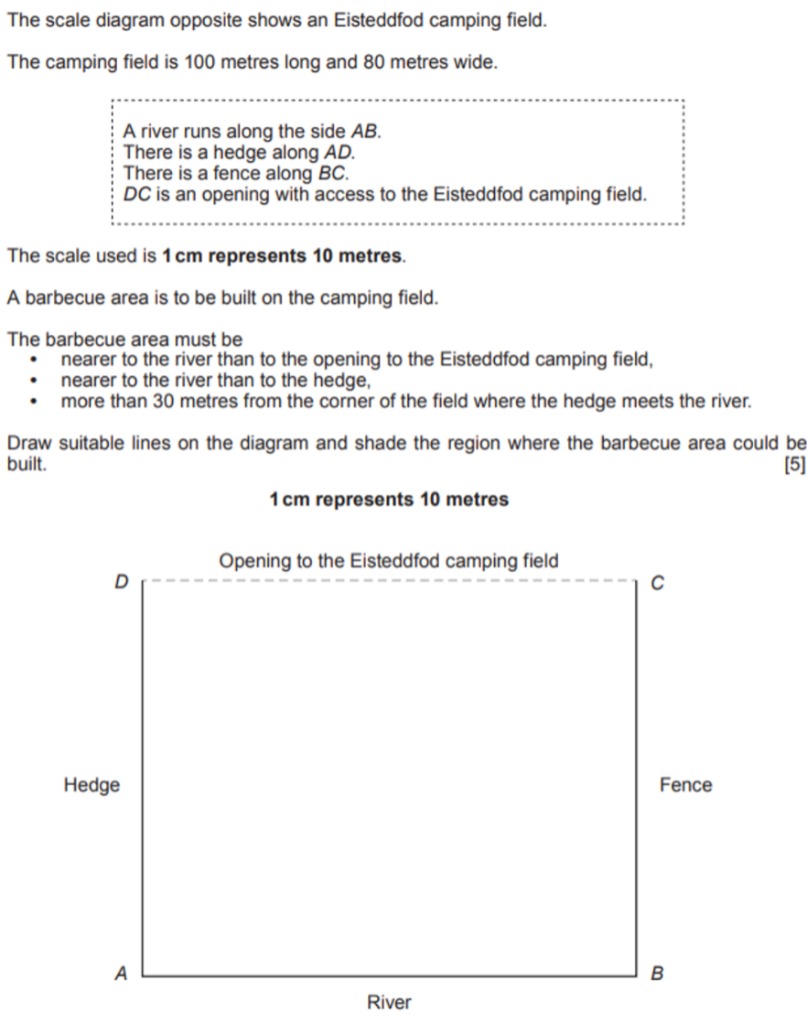 The scale diagram opposite shows an Eisteddfod camping field.
The camping field is 100 metres long and 80 metres wide.
A river runs along the side AB.
There is a hedge along AD.
There is a fence along BC.
DC is an opening with access to the Eisteddfod camping field.
The scale used is 1 cm represents 10 metres.
A barbecue area is to be built on the camping field.
The barbecue area must be
• nearer to the river than to the opening to the Eisteddfod camping field,
• nearer to the river than to the hedge,
• more than 30 metres from the corner of the field where the hedge meets the river.
Draw suitable lines on the diagram and shade the region where the barbecue area could be
built. [5]
1 cm represents 10 metres
Opening to the Eisteddfod camping field
D C
Hedge Fence
A B
River